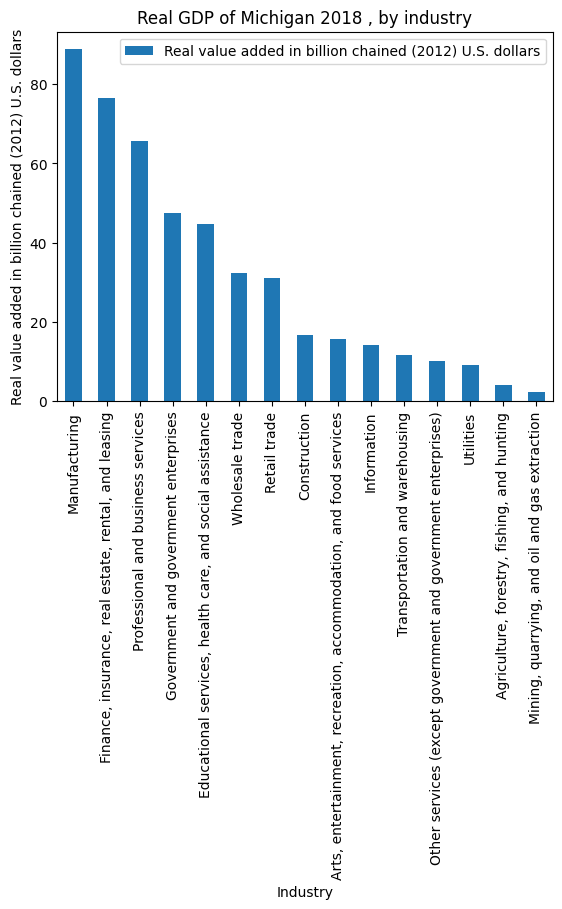 Real GDP of Michigan 2018 , by industry
Real value added in billion chained (2012) U.S. dollars
Real value added in billion chained (2012) U.S. dollars
80
60
40
20
0
Manufacturing
Finance, insurance, real estate, rental, and leasing
Professional and business services
Government and government enterprises
Educational services, health care, and social assistance
Wholesale trade
Retail trade
Construction
Arts, entertainment, recreation, accommodation, and food services
Information
Transportation and warehousing
Other services (except government and government enterprises)
Utilities
Agriculture, forestry, fishing, and hunting
Mining, quarrying, and oil and gas extraction
Industry